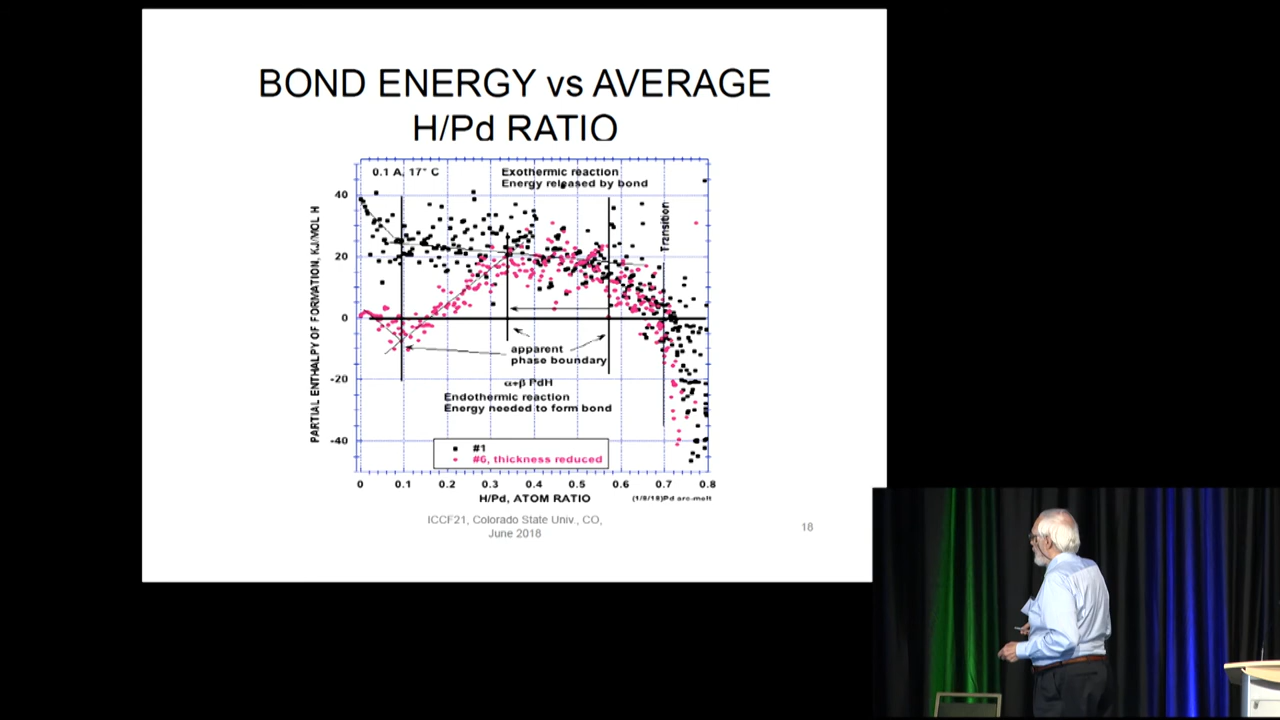 BOND ENERGY vs AVERAGE
H/Pd RATIO
0.1 A, 17° C
Exothermic reaction
Energy released by bond
Transition
PARTIAL ENTHALPY OF FORMATION, KJ/MOL H
40
20
0
-20
-40
apparent
phase boundary
α+β PdH
Endothermic reaction
Energy needed to form bond
#1
#6, thickness reduced
0 0.1 0.2 0.3 0.4 0.5 0.6 0.7 0.8
H/Pd, ATOM RATIO
(1/8/18)Pd arc-melt
ICCF21, Colorado State Univ., CO,
June 2018
18